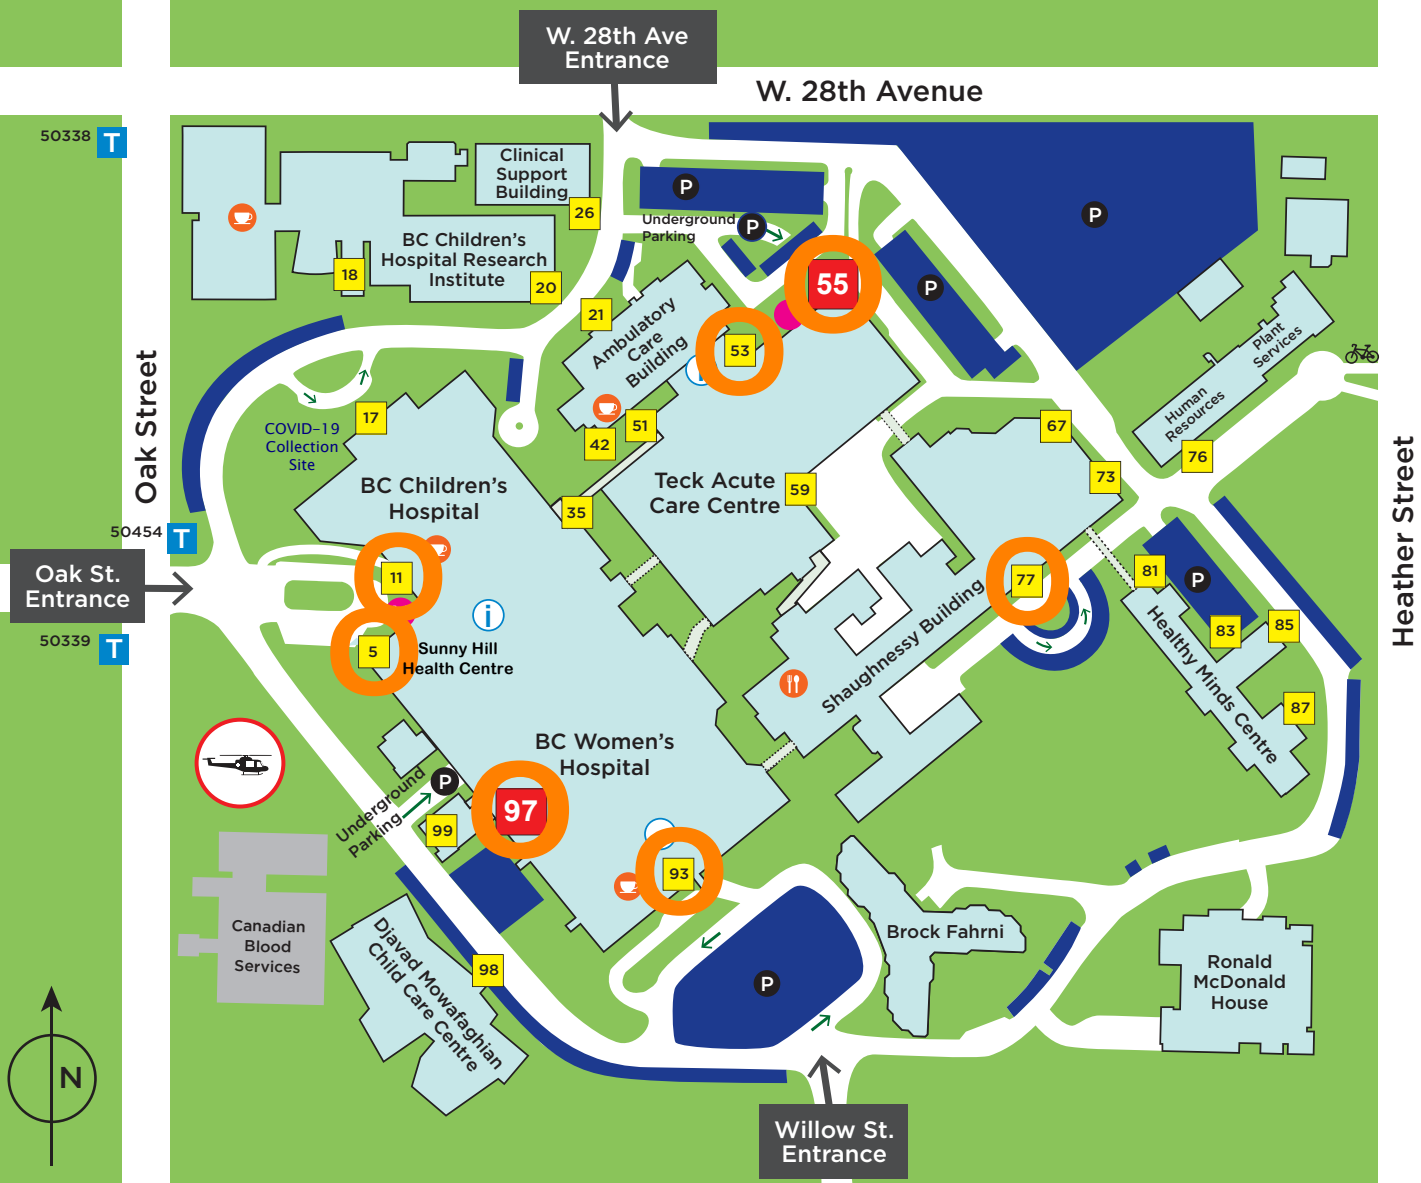 W. 28th Ave
Entrance
W. 28th Avenue
50338
T
Clinical
Support
Building
26
P
Underground
Parking
P
P
BC Children's
Hospital Research
Institute
18
20
55
P
21
Ambulatory
Care
Building
53
i
Plant
Services
Human
Resources
Oak Street
17
COVID-19
Collection
Site
51
42
67
76
73
Heather Street
BC Children's
Hospital
Teck Acute
Care Centre
59
35
50454
T
Oak St.
Entrance
11
77
81
P
50339
T
i
5
Sunny Hill
Health Centre
Shaughnessy Building
83
85
Healthy Minds Centre
87
BC Women's
Hospital
Underground
Parking
P
97
99
93
Canadian
Blood
Services
Djavad Mowafaghian
Child Care Centre
98
P
Brock Fahrni
Ronald
McDonald
House
N
Willow St.
Entrance